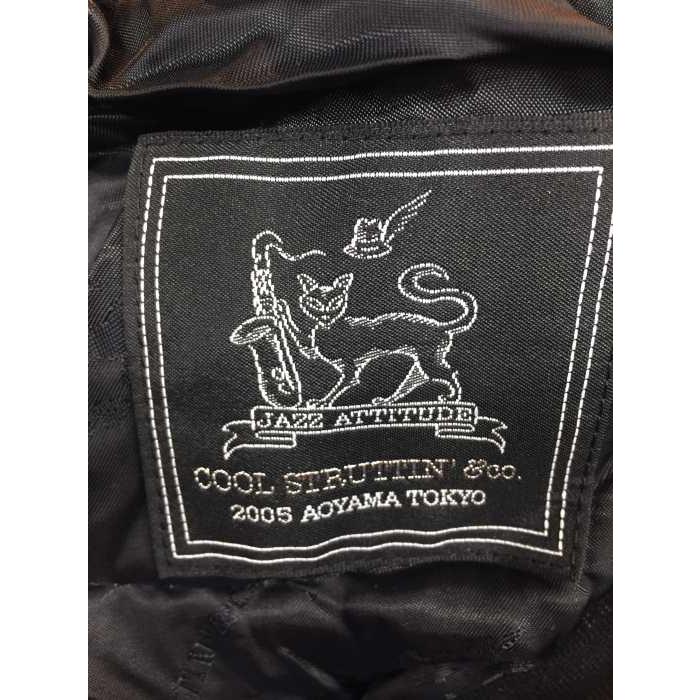 JAZZ ATTITUDE
COOL STRUTTIN' &co.
2005 AOYAMA TOKYO